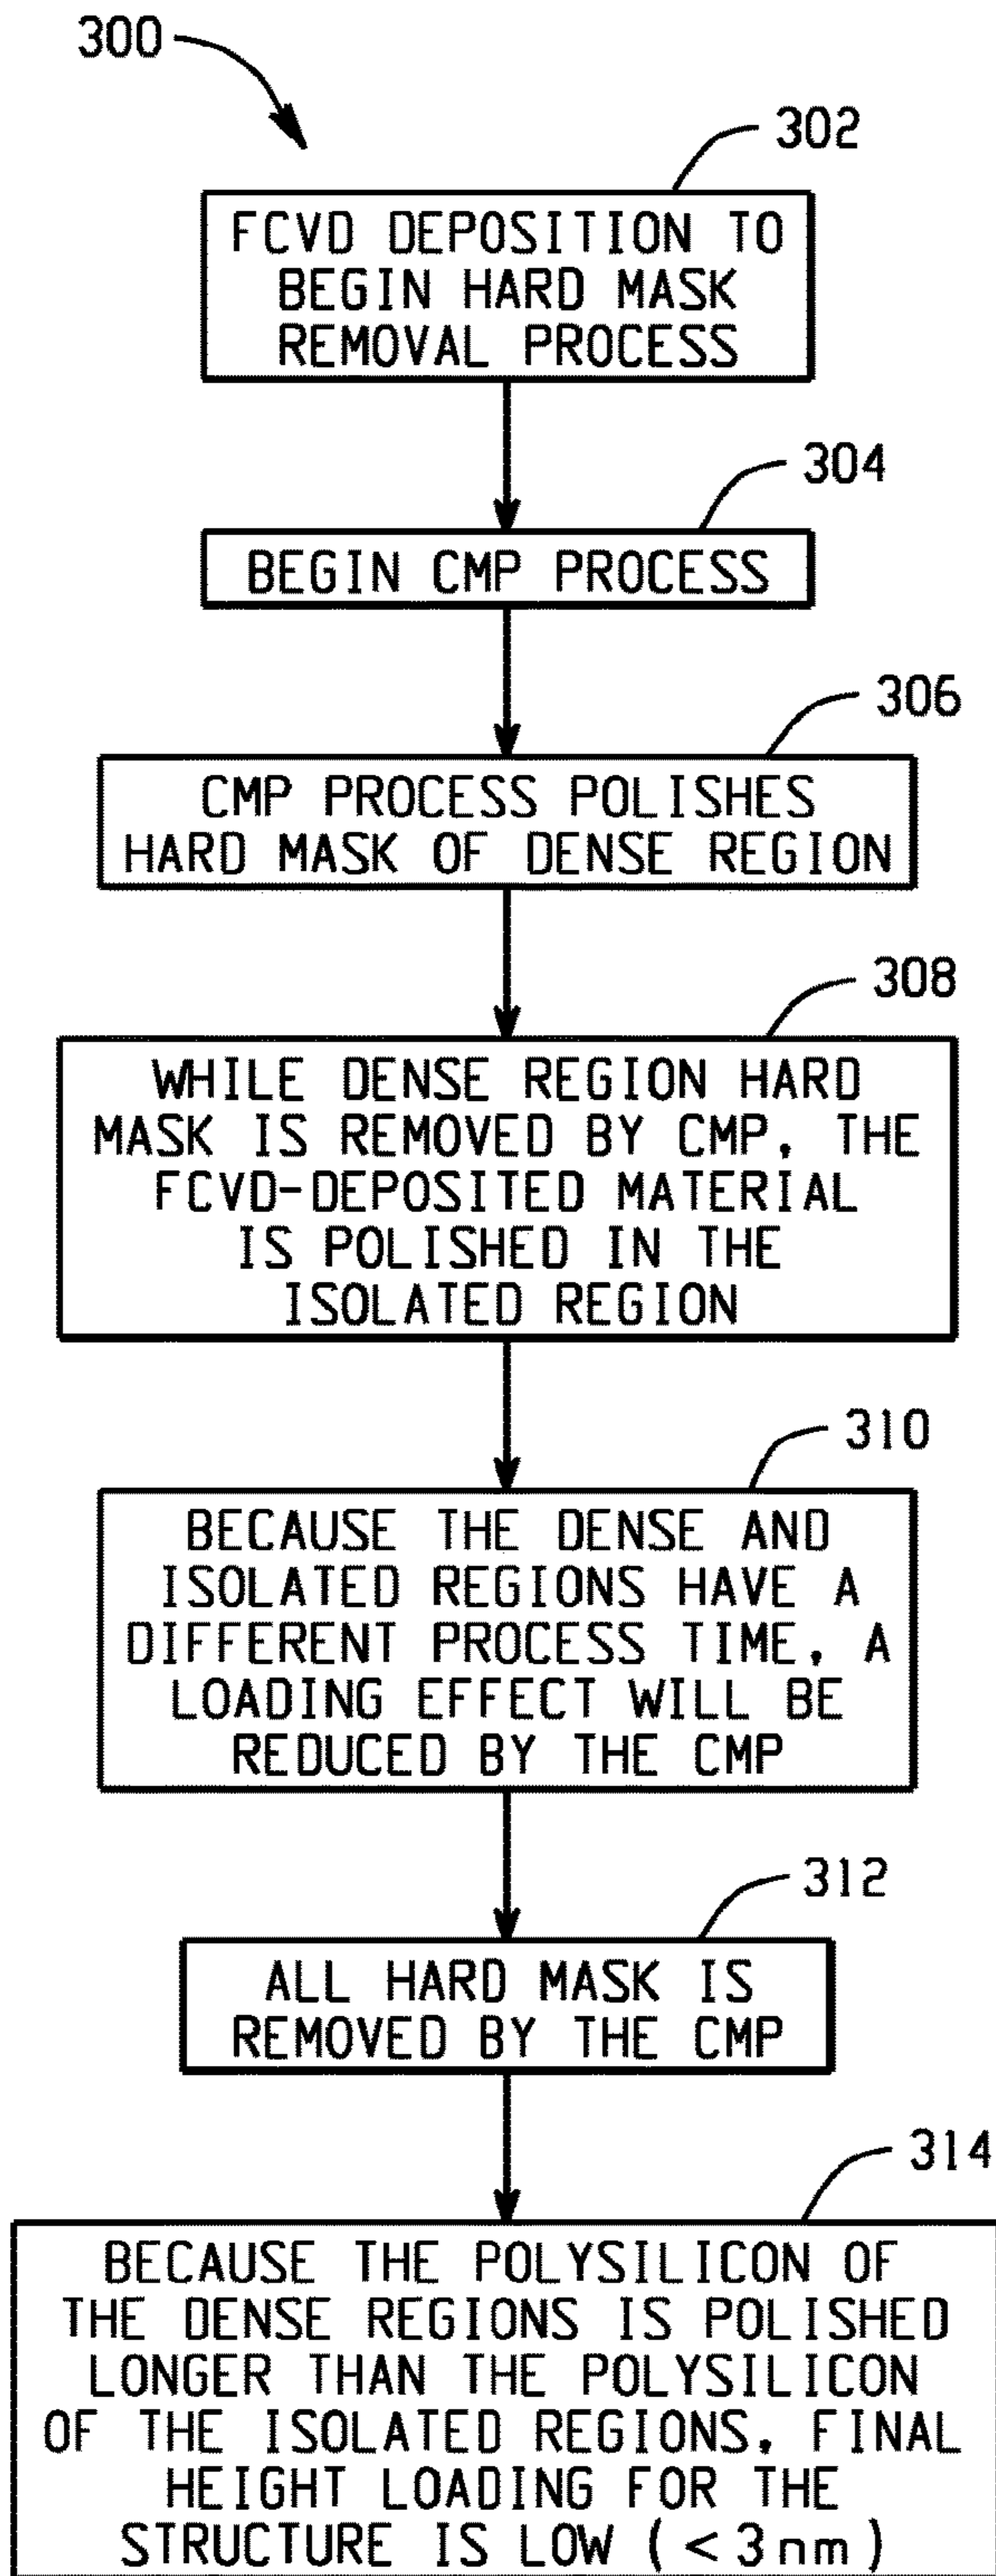 300
302
FCVD DEPOSITION TO
BEGIN HARD MASK
REMOVAL PROCESS
304
BEGIN CMP PROCESS
306
CMP PROCESS POLISHES
HARD MASK OF DENSE REGION
308
WHILE DENSE REGION HARD
MASK IS REMOVED BY CMP, THE
FCVD-DEPOSITED MATERIAL
IS POLISHED IN THE
ISOLATED REGION
310
BECAUSE THE DENSE AND
ISOLATED REGIONS HAVE A
DIFFERENT PROCESS TIME, A
LOADING EFFECT WILL BE
REDUCED BY THE CMP
312
ALL HARD MASK IS
REMOVED BY THE CMP
314
BECAUSE THE POLYSILICON OF
THE DENSE REGIONS IS POLISHED
LONGER THAN THE POLYSILICON
OF THE ISOLATED REGIONS, FINAL
HEIGHT LOADING FOR THE
STRUCTURE IS LOW (<3nm)